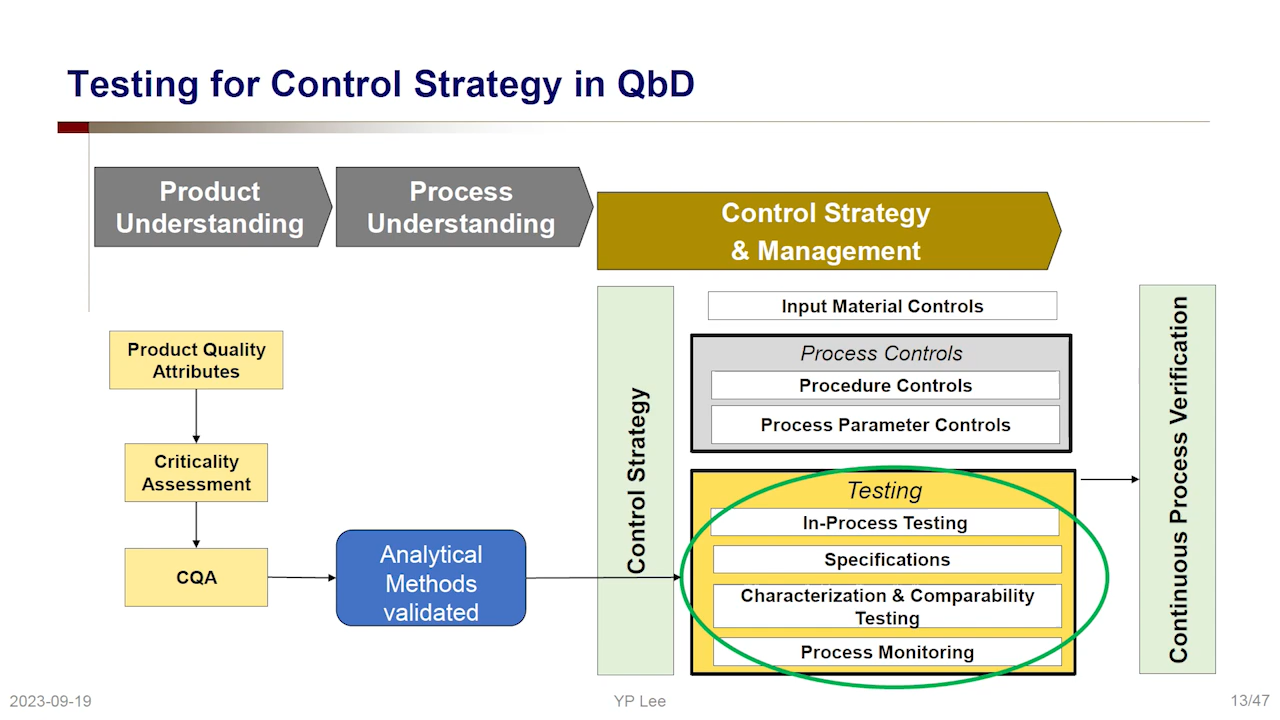 Testing for Control Strategy in QbD
Product
Understanding
Process
Understanding
Control Strategy
& Management
Product Quality
Attributes
Criticality
Assessment
CQA
Analytical
Methods
validated
Control Strategy
Input Material Controls
Process Controls
Procedure Controls
Process Parameter Controls
Testing
In-Process Testing
Specifications
Characterization & Comparability
Testing
Process Monitoring
Continuous Process Verification
2023-09-19
YP Lee
13/47